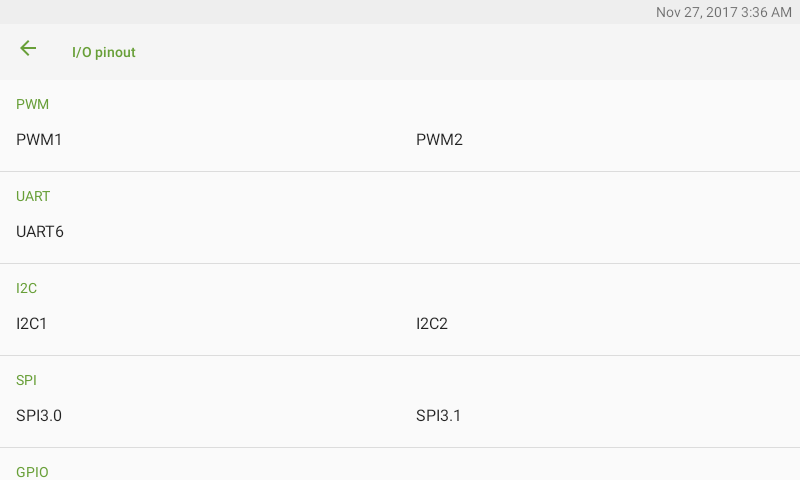 Nov 27, 2017 3:36 AM
I/O pinout
PWM
PWM1 PWM2
UART
UART6
I2C
I2C1 I2C2
SPI
SPI3.0 SPI3.1
GPIO